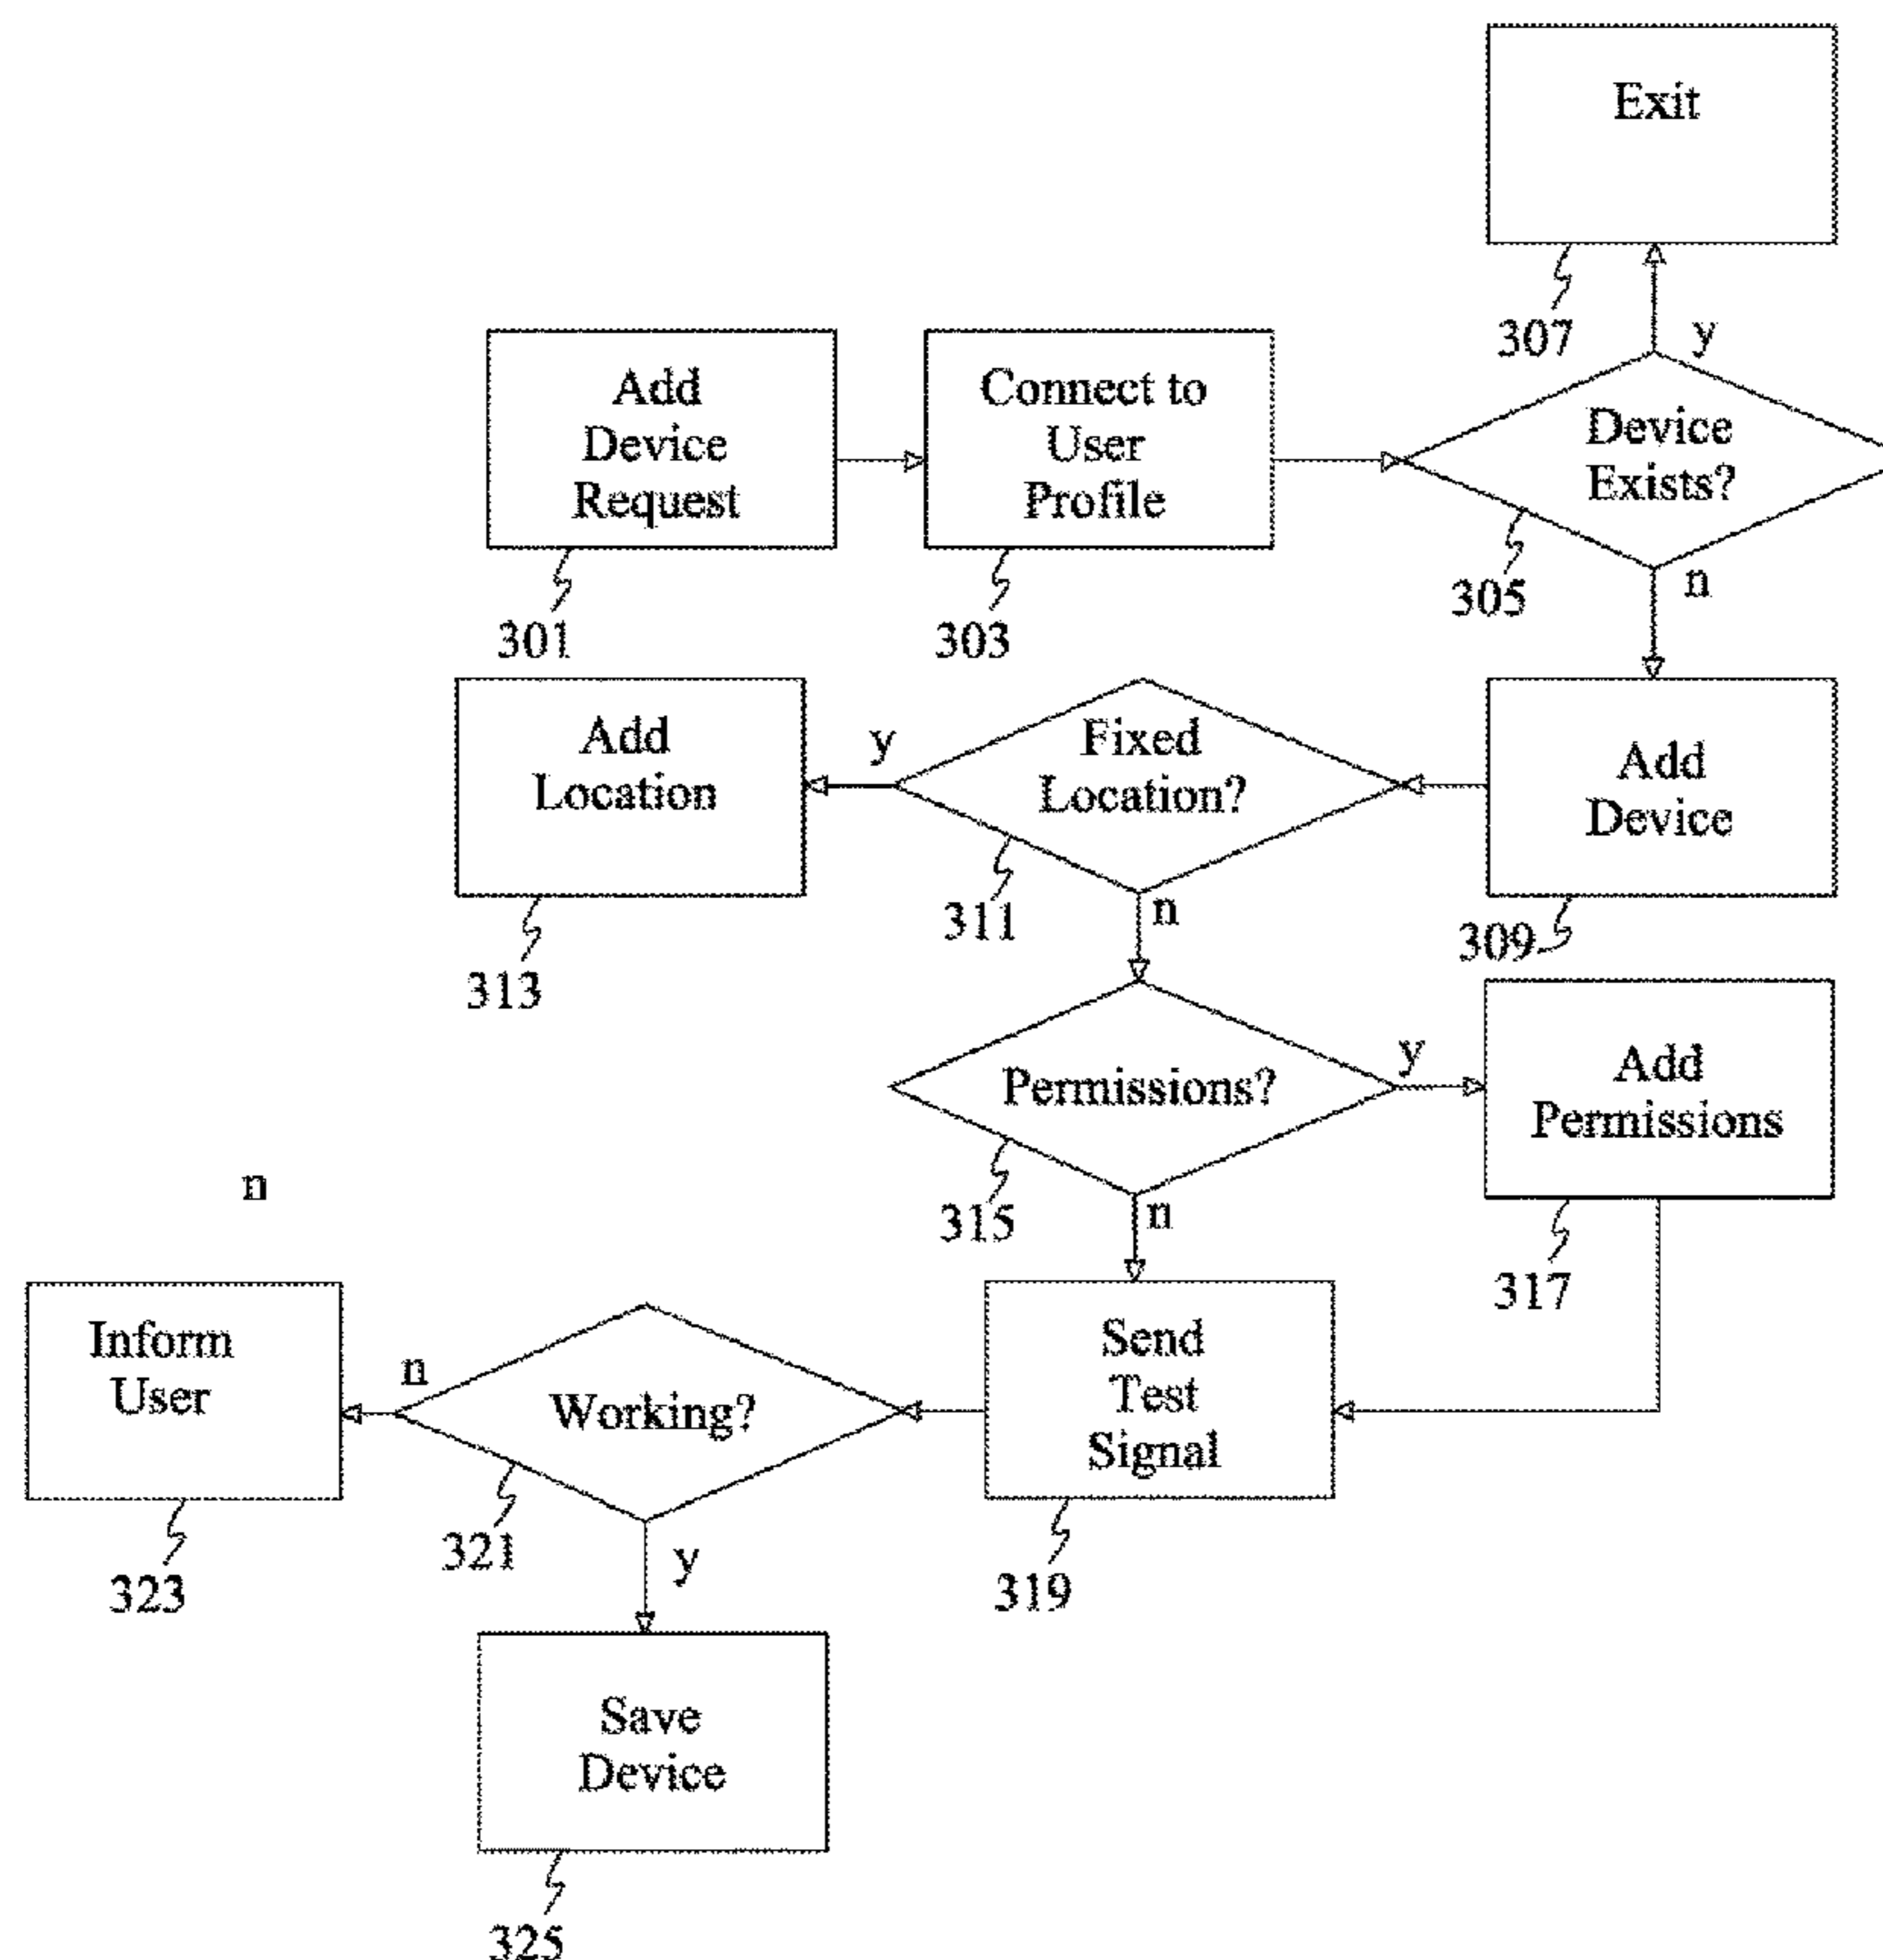 Exit
307
y
Add
Device
Request
301
Connect to
User
Profile
303
Device
Exists?
305
n
Add
Location
313
y
Fixed
Location?
311
n
Add
Device
309
Permissions?
315
y
n
Add
Permissions
317
n
Inform
User
323
n
Working?
321
y
Send
Test
Signal
319
Save
Device
325